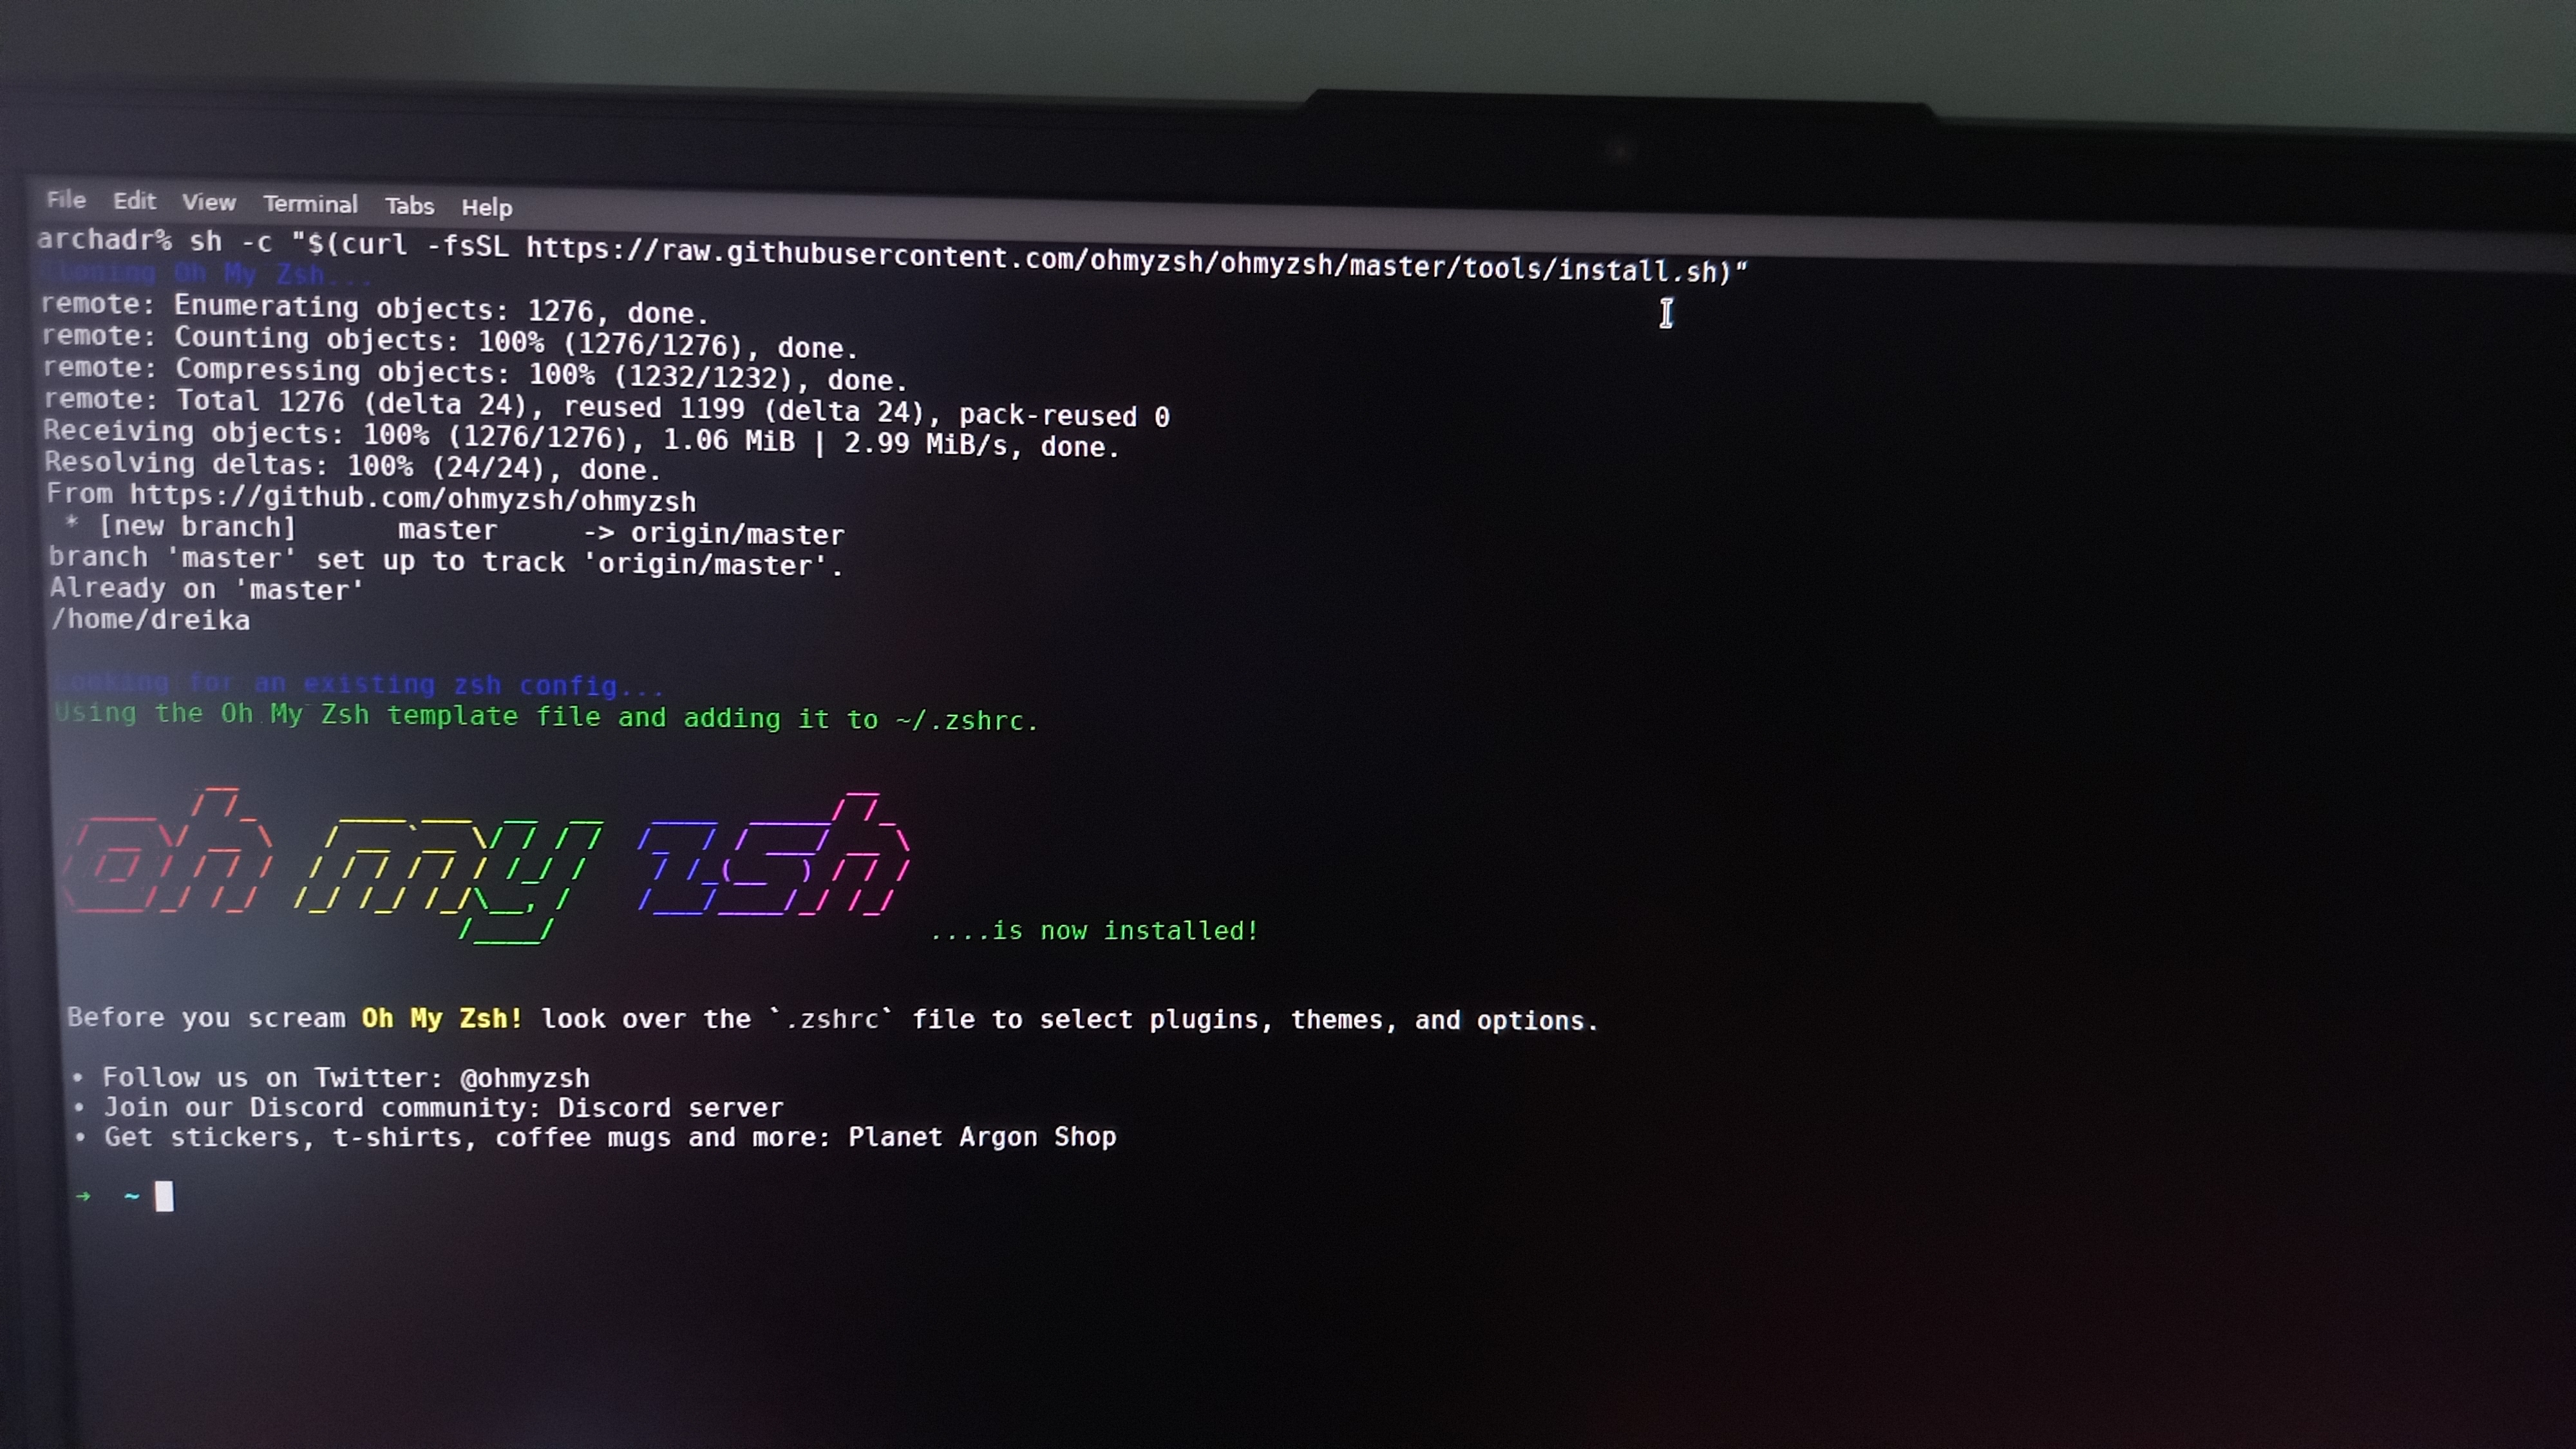 File Edit View Terminal Tabs Help
archadr% sh -c "$(curl -fsSL https://raw.githubusercontent.com/ohmyzsh/ohmyzsh/master/tools/install.sh)"
Cloning Oh My Zsh...
remote: Enumerating objects: 1276, done.
remote: Counting objects: 100% (1276/1276), done.
remote: Compressing objects: 100% (1232/1232), done.
remote: Total 1276 (delta 24), reused 1199 (delta 24), pack-reused 0
Receiving objects: 100% (1276/1276), 1.06 MiB | 2.99 MiB/s, done.
Resolving deltas: 100% (24/24), done.
From https://github.com/ohmyzsh/ohmyzsh
 * [new branch]      master     -> origin/master
branch 'master' set up to track 'origin/master'.
Already on 'master'
/home/dreika
Looking for an existing zsh config...
Using the Oh My Zsh template file and adding it to ~/.zshrc.
oh my zsh
....is now installed!
Before you scream Oh My Zsh! look over the `.zshrc` file to select plugins, themes, and options.
• Follow us on Twitter: @ohmyzsh
• Join our Discord community: Discord server
• Get stickers, t-shirts, coffee mugs and more: Planet Argon Shop
→ ~